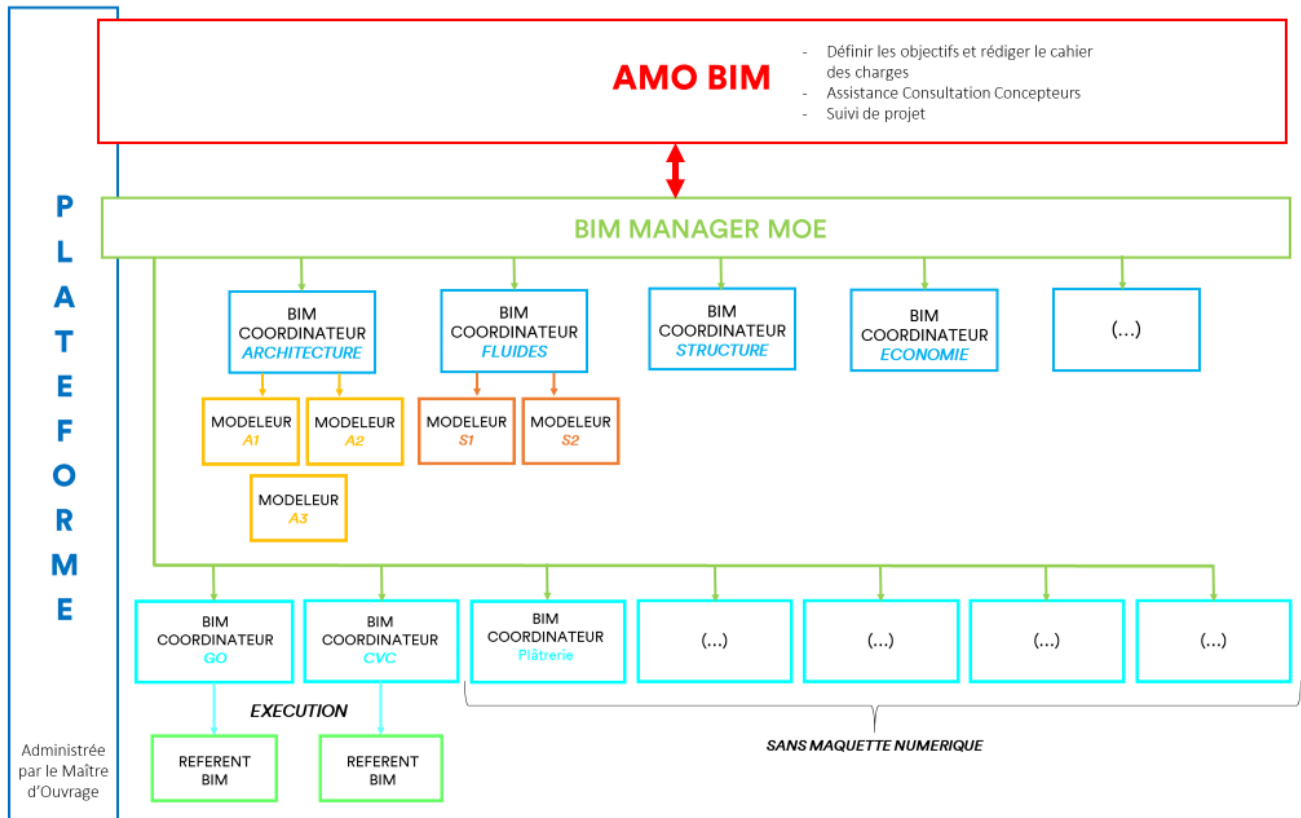 AMO BIM
- Définir les objectifs et rédiger le cahier
des charges
- Assistance Consultation Concepteurs
- Suivi de projet
P
L
A
T
E
F
O
R
M
E
Administrée
par le Maître
d'Ouvrage
BIM MANAGER MOE
BIM
COORDINATEUR
ARCHITECTURE
BIM
COORDINATEUR
FLUIDES
BIM
COORDINATEUR
STRUCTURE
BIM
COORDINATEUR
ECONOMIE
(...)
MODELEUR
A1
MODELEUR
A2
MODELEUR
S1
MODELEUR
S2
MODELEUR
A3
BIM
COORDINATEUR
GO
BIM
COORDINATEUR
CVC
BIM
COORDINATEUR
Plâtrerie
(...)
(...)
(...)
(...)
EXECUTION
SANS MAQUETTE NUMERIQUE
REFERENT
BIM
REFERENT
BIM